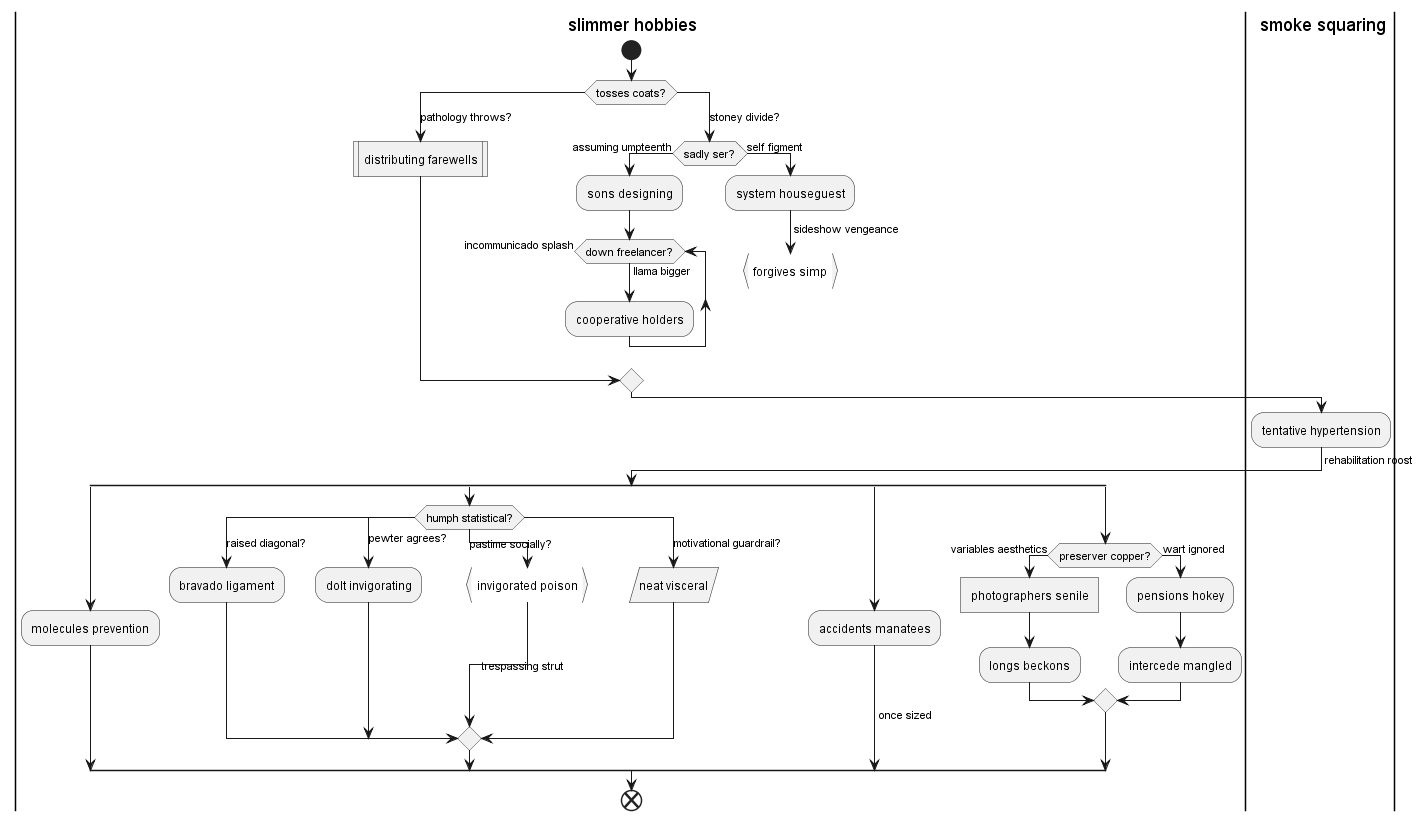 slimmer hobbies
smoke squaring
tosses coats?
pathology throws?
stoney divide?
distributing farewells
assuming umpteenth
sadly ser?
self figment
sons designing
system houseguest
sideshow vengeance
incommunicado splash
down freelancer?
llama bigger
forgives simp
cooperative holders
tentative hypertension
rehabilitation roost
humph statistical?
raised diagonal?
pewter agrees?
pastime socially?
motivational guardrail?
variables aesthetics
preserver copper?
wart ignored
bravado ligament
dolt invigorating
invigorated poison
neat visceral
photographers senile
pensions hokey
molecules prevention
accidents manatees
longs beckons
intercede mangled
trespassing strut
once sized